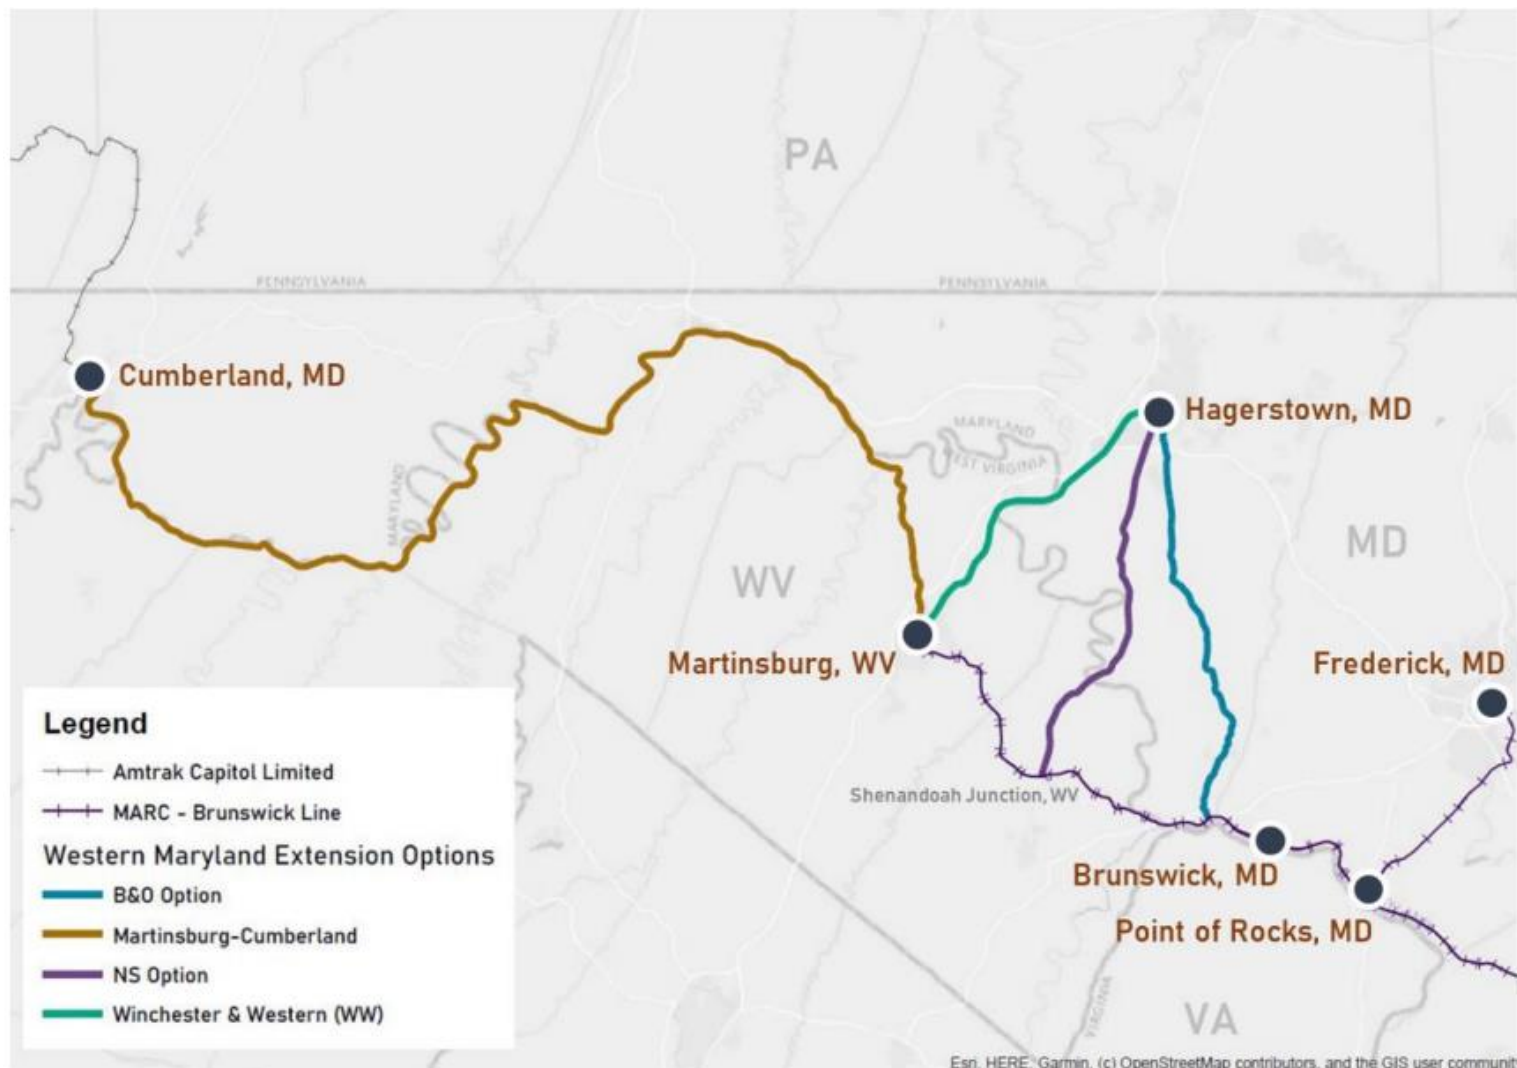 PA
PENNSYLVANIA
PENNSYLVANIA
Cumberland, MD
Hagerstown, MD
MARYLAND
WEST VIRGINIA
MARYLAND
MD
WV
Martinsburg, WV
Frederick, MD
Shenandoah Junction, WV
Brunswick, MD
Point of Rocks, MD
VIRGINIA
VA
Legend
Amtrak Capitol Limited
MARC - Brunswick Line
Western Maryland Extension Options
B&O Option
Martinsburg-Cumberland
NS Option
Winchester & Western (WW)
Esri, HERE, Garmin, (c) OpenStreetMap contributors, and the GIS user community